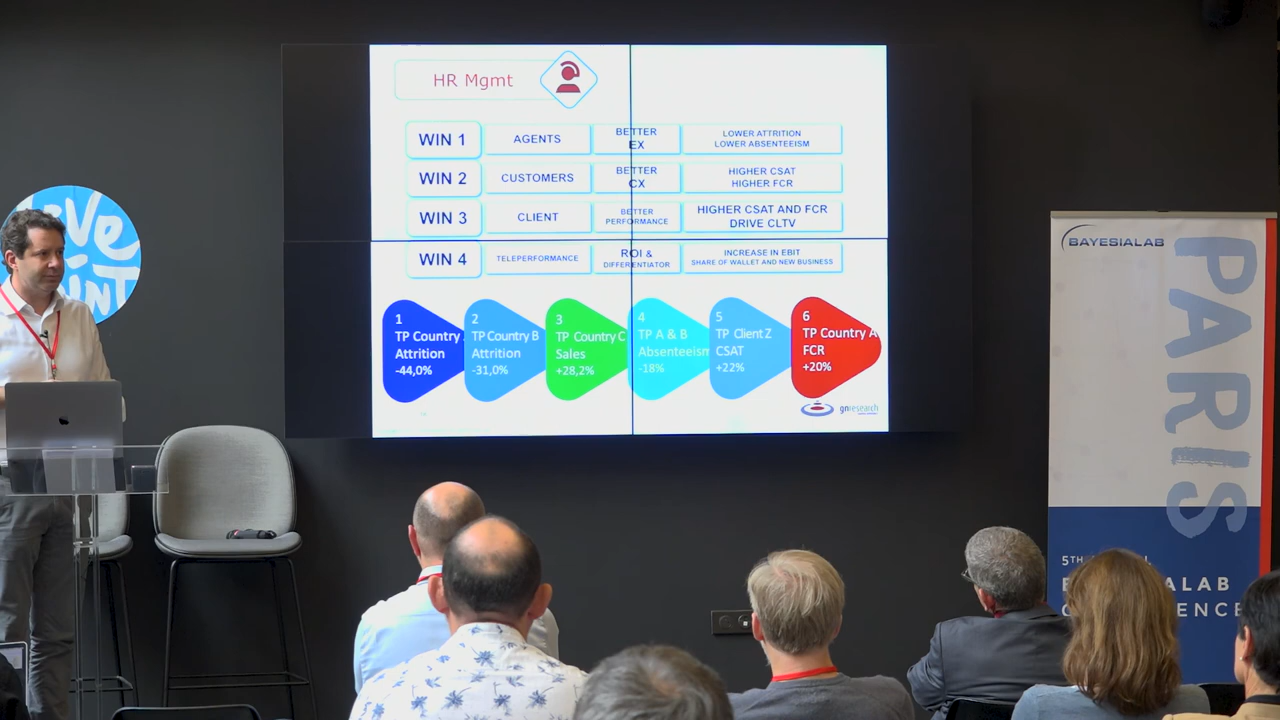 HR Mgmt
WIN 1
AGENTS
BETTER
EX
LOWER ATTRITION
LOWER ABSENTEEISM
WIN 2
CUSTOMERS
BETTER
CX
HIGHER CSAT
HIGHER FCR
WIN 3
CLIENT
BETTER
PERFORMANCE
HIGHER CSAT AND FCR
DRIVE CLTV
WIN 4
TELEPERFORMANCE
ROI &
DIFFERENTIATOR
INCREASE IN EBIT
SHARE OF WALLET AND NEW BUSINESS
1
TP Country
Attrition
-44,0%
2
TP Country B
Attrition
-31,0%
3
TP Country C
Sales
+28,2%
4
TP A & B
Absenteeism
-18%
5
TP Client Z
CSAT
+22%
6
TP Country A
FCR
+20%
gnresearch
BAYESIALAB
PARIS
5TH